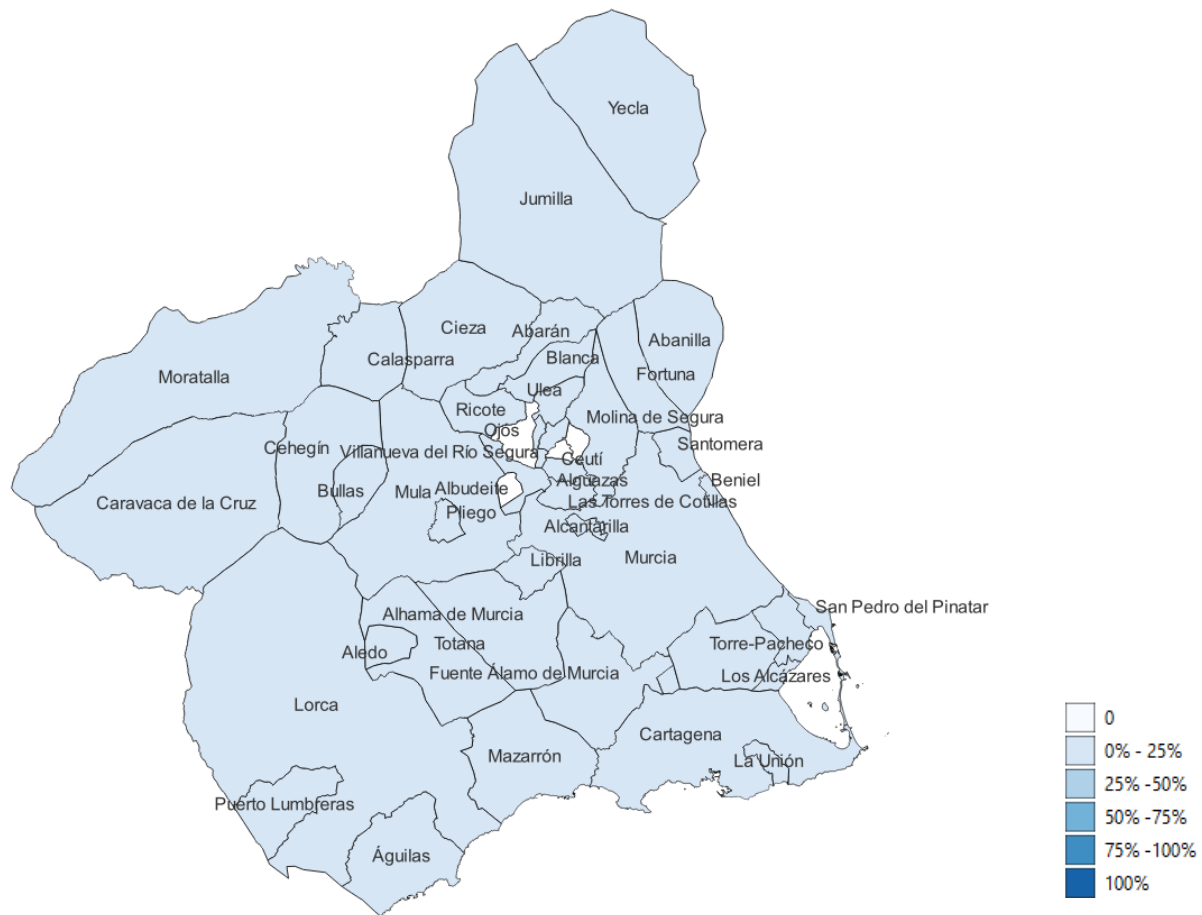 Yecla
Jumilla
Cieza
Abarán
Abanilla
Calasparra
Blanca
Moratalla
Fortuna
Ulea
Ricote
Molina de Segura
Ojós
Santomera
Cehegín
Villanueva del Río Segura
Ceutí
Alguazas
Beniel
Bullas
Mula
Albudeite
Caravaca de la Cruz
Las Torres de Cotillas
Pliego
Alcantarilla
Librilla
Murcia
San Pedro del Pinatar
Alhama de Murcia
Totana
Torre-Pacheco
Aledo
Fuente Álamo de Murcia
Los Alcázares
Lorca
Cartagena
Mazarrón
La Unión
Puerto Lumbreras
Águilas
0
0% - 25%
25% -50%
50% -75%
75% -100%
100%